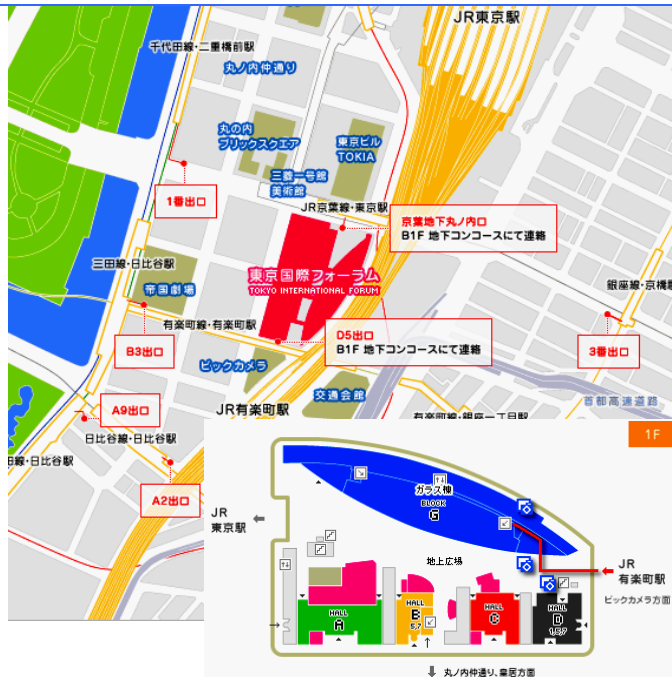 JR東京駅
千代田線・二重橋前駅
丸ノ内仲通り
丸の内
ブリックスクエア
東京ビル
TOKIA
三菱一号館
美術館
1番出口
JR京葉線・東京駅
京葉地下丸ノ内口
B1F 地下コンコースにて連絡
三田線・日比谷駅
東京国際フォーラム
TOKYO INTERNATIONAL FORUM
帝国劇場
銀座線・京橋
有楽町線・有楽町駅
B3出口
D5出口
B1F 地下コンコースにて連絡
3番出口
ビックカメラ
交通会館
首都高速道路
A9出口
JR有楽町駅
有楽町線・銀座一丁目駅
日比谷線・日比谷駅
田線・日比谷駅
A2出口
1F
ガラス棟
BLOCK
G
JR
東京駅
地上広場
JR
有楽町駅
ビックカメラ方面
HALL
A
HALL
B
5,7
HALL
C
HALL
D
1,5,7
丸ノ内仲通り、皇居方面